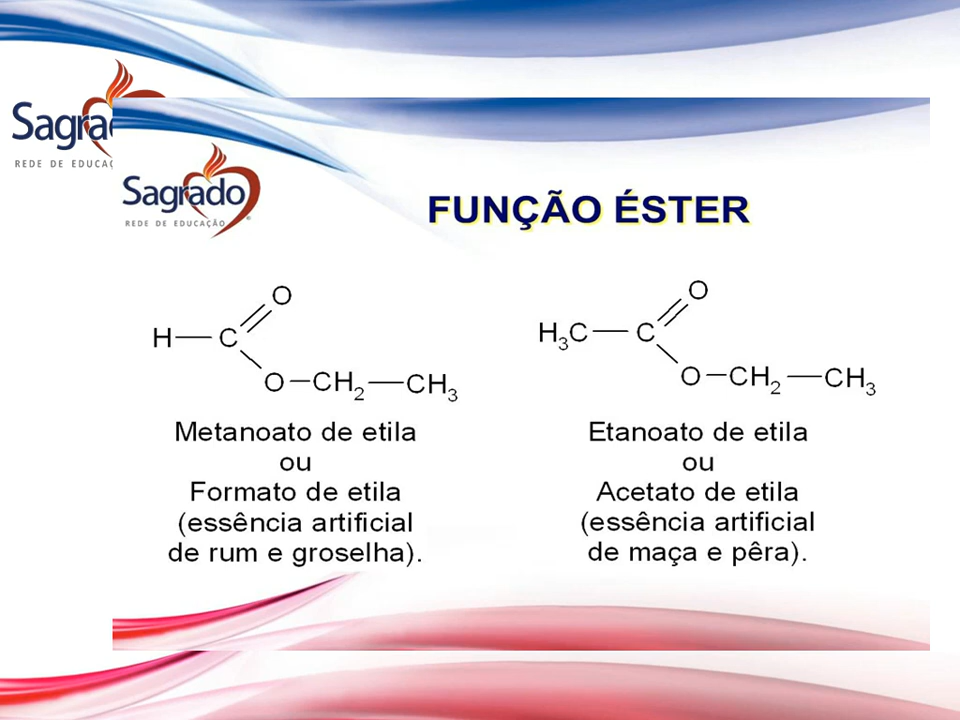 Sagrado
REDE DE EDUCAÇ
Sagrado
REDE DE EDUCAÇÃO
FUNÇÃO ÉSTER
O
H—C
O—CH2—CH3
Metanoato de etila
ou
Formato de etila
(essência artificial
de rum e groselha).
O
H3C—C
O—CH2—CH3
Etanoato de etila
ou
Acetato de etila
(essência artificial
de maça e pêra).